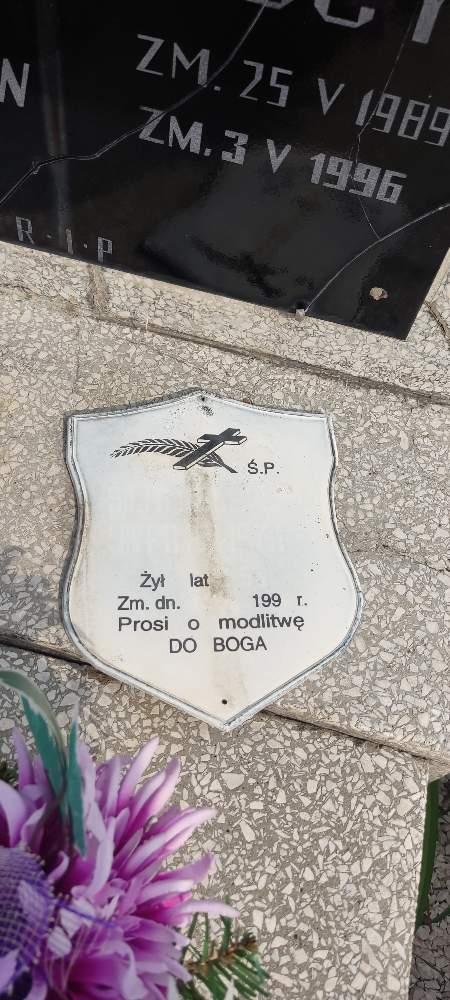 N
ZM. 25 V 1989
ZM. 3 V 1996
R·I·P
Ś.P.
Żył lat
Zm. dn. 199 r.
Prosi o modlitwę
DO BOGA